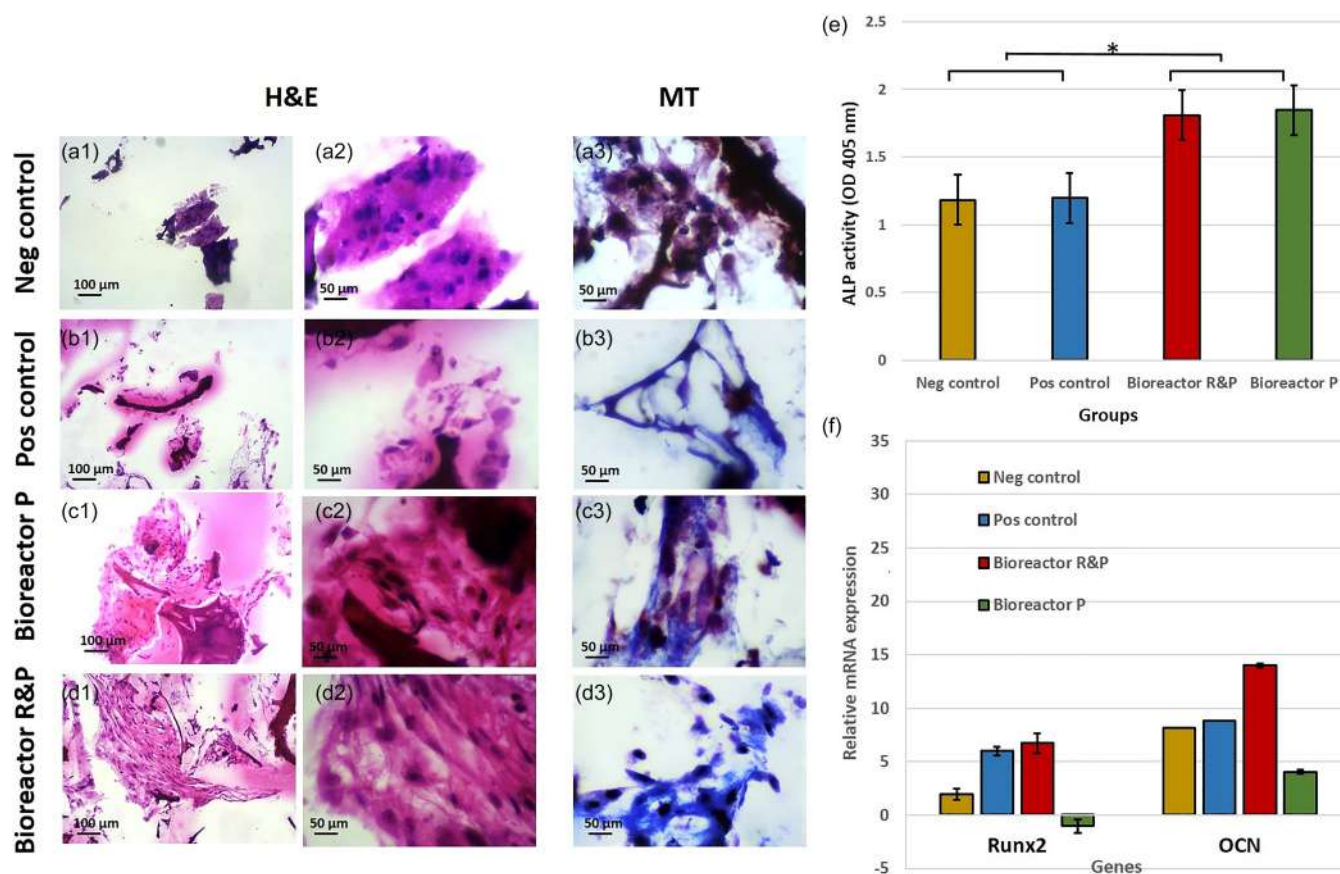 H&E
MT
Neg control
(a1)
100 µm
(a2)
50 µm
(a3)
50 µm
Pos control
(b1)
100 µm
(b2)
50 µm
(b3)
50 µm
Bioreactor P
(c1)
100 µm
(c2)
50 µm
(c3)
50 µm
Bioreactor R&P
(d1)
100 µm
(d2)
50 µm
(d3)
50 µm
(e)
ALP activity (OD 405 nm)
2.5
2
1.5
1
0.5
0
*
Neg control Pos control Bioreactor R&P Bioreactor P
Groups
(f)
Relative mRNA expression
35
30
25
20
15
10
5
0
-5
Neg control
Pos control
Bioreactor R&P
Bioreactor P
Runx2 OCN
Genes